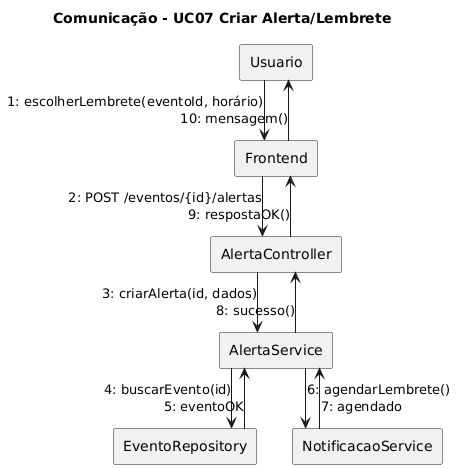 Comunicação - UC07 Criar Alerta/Lembrete
Usuario
1: escolherLembrete(eventoId, horário)
10: mensagem()
Frontend
2: POST /eventos/{id}/alertas
9: respostaOK()
AlertaController
3: criarAlerta(id, dados)
8: sucesso()
AlertaService
4: buscarEvento(id)
6: agendarLembrete()
5: eventoOK
7: agendado
EventoRepository
NotificacaoService